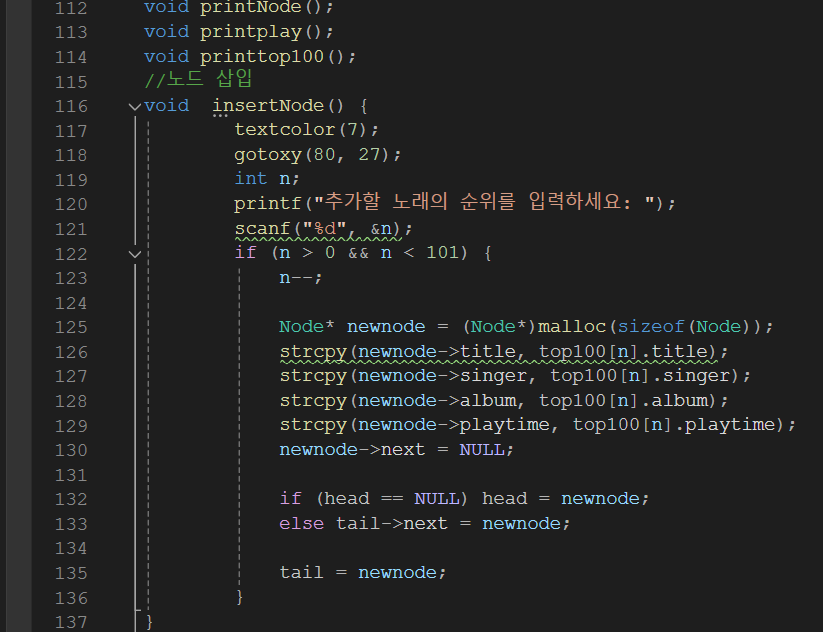 112 void printNode();
113 void printplay();
114 void printtop100();
115 //노드 삽입
116 void  insertNode() {
117 textcolor(7);
118 gotoxy(80, 27);
119 int n;
120 printf("추가할 노래의 순위를 입력하세요: ");
121 scanf("%d", &n);
122 if (n > 0 && n < 101) {
123 n--;
124
125 Node* newnode = (Node*)malloc(sizeof(Node));
126 strcpy(newnode->title, top100[n].title);
127 strcpy(newnode->singer, top100[n].singer);
128 strcpy(newnode->album, top100[n].album);
129 strcpy(newnode->playtime, top100[n].playtime);
130 newnode->next = NULL;
131
132 if (head == NULL) head = newnode;
133 else tail->next = newnode;
134
135 tail = newnode;
136 }
137 }